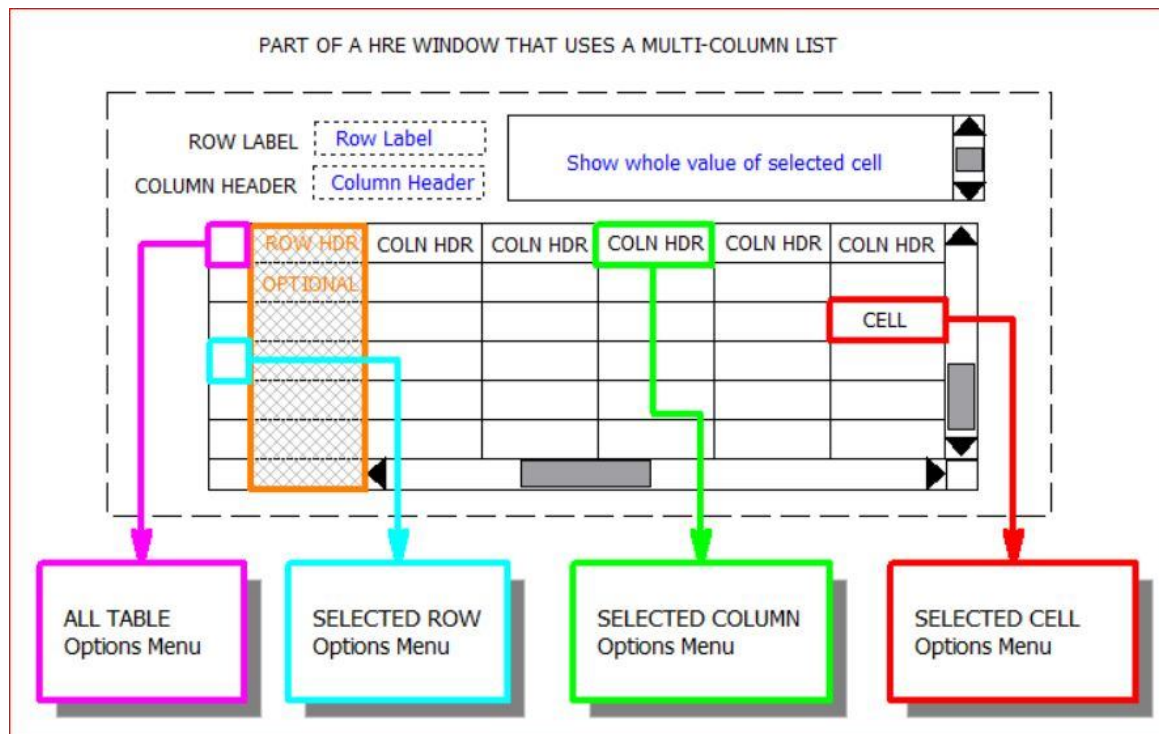 PART OF A HRE WINDOW THAT USES A MULTI-COLUMN LIST
ROW LABEL
Row Label
COLUMN HEADER
Column Header
Show whole value of selected cell
ROW HDR
COLN HDR
COLN HDR
COLN HDR
COLN HDR
COLN HDR
OPTIONAL
CELL
ALL TABLE
Options Menu
SELECTED ROW
Options Menu
SELECTED COLUMN
Options Menu
SELECTED CELL
Options Menu